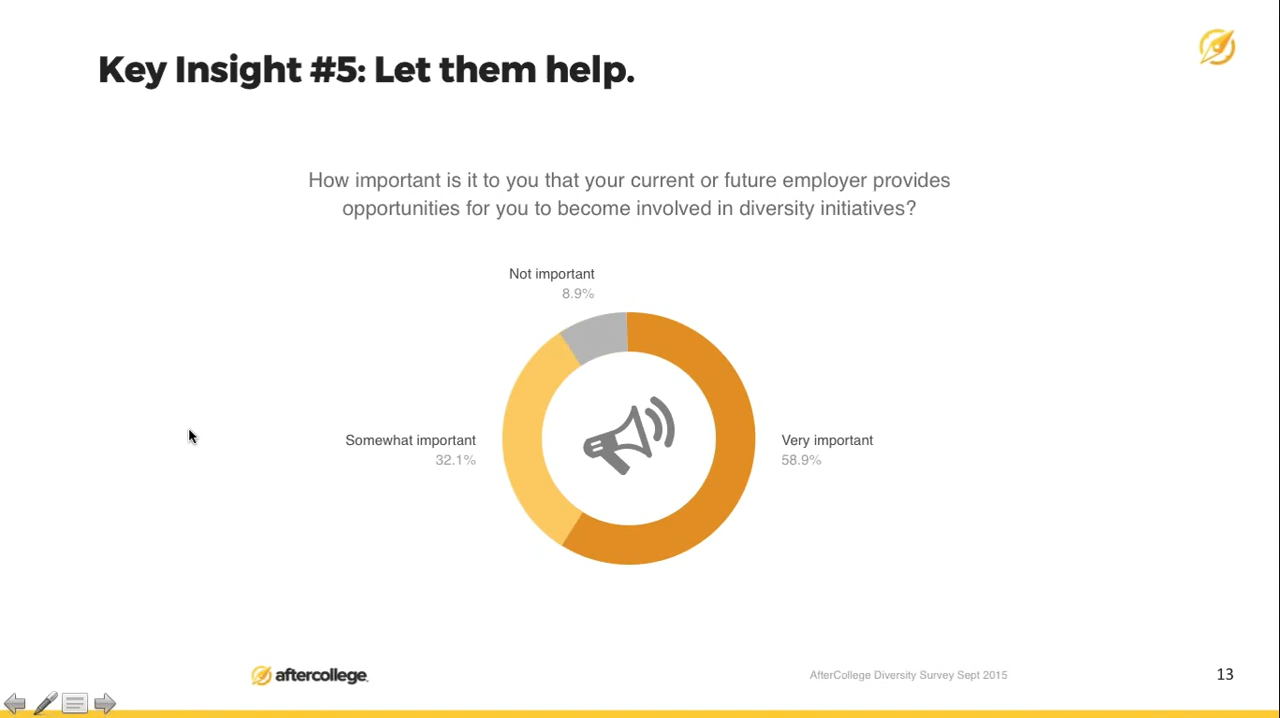 Key Insight #5: Let them help.
How important is it to you that your current or future employer provides
opportunities for you to become involved in diversity initiatives?
Not important
8.9%
Somewhat important
32.1%
Very important
58.9%
aftercollege
AfterCollege Diversity Survey Sept 2015
13